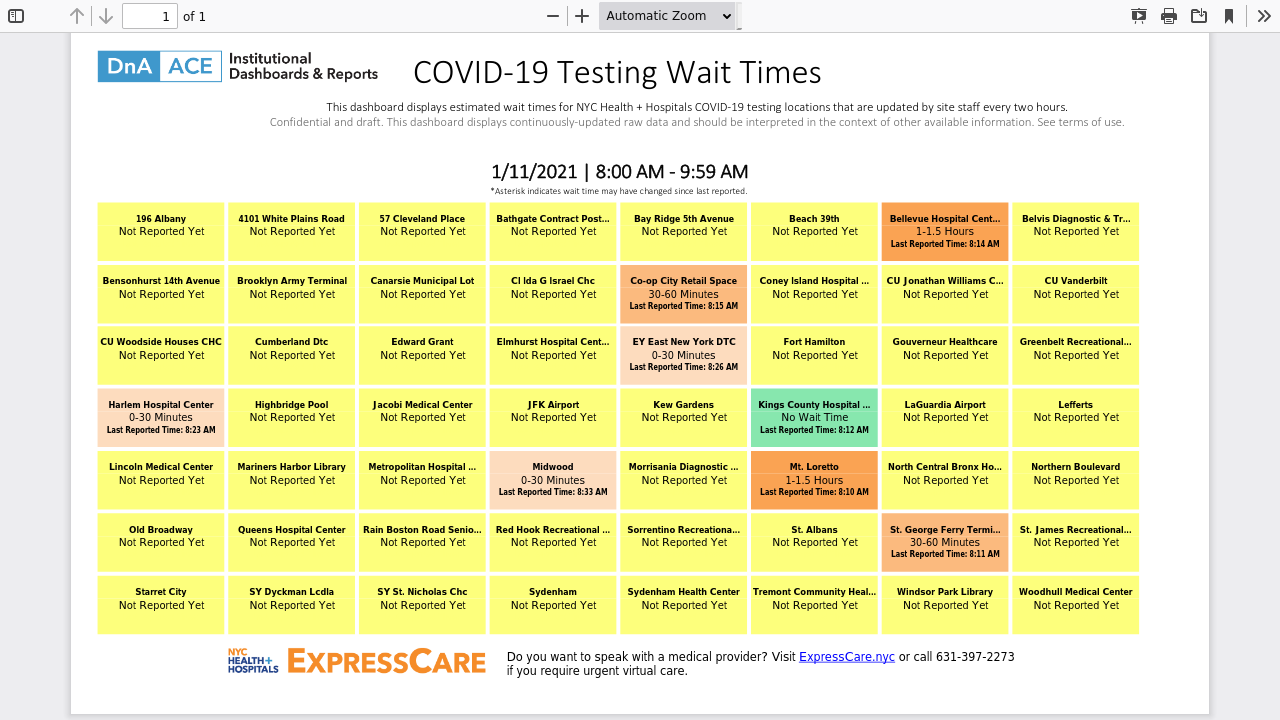 1 of 1 Automatic Zoom
DnA ACE Institutional Dashboards & Reports
COVID-19 Testing Wait Times
This dashboard displays estimated wait times for NYC Health + Hospitals COVID-19 testing locations that are updated by site staff every two hours.
Confidential and draft. This dashboard displays continuously-updated raw data and should be interpreted in the context of other available information. See terms of use.
1/11/2021 | 8:00 AM - 9:59 AM
*Asterisk indicates wait time may have changed since last reported.
196 Albany
Not Reported Yet
4101 White Plains Road
Not Reported Yet
57 Cleveland Place
Not Reported Yet
Bathgate Contract Post...
Not Reported Yet
Bay Ridge 5th Avenue
Not Reported Yet
Beach 39th
Not Reported Yet
Bellevue Hospital Cent...
1-1.5 Hours
Last Reported Time: 8:14 AM
Belvis Diagnostic & Tr...
Not Reported Yet
Bensonhurst 14th Avenue
Not Reported Yet
Brooklyn Army Terminal
Not Reported Yet
Canarsie Municipal Lot
Not Reported Yet
Cl Ida G Israel Chc
Not Reported Yet
Co-op City Retail Space
30-60 Minutes
Last Reported Time: 8:15 AM
Coney Island Hospital ...
Not Reported Yet
CU Jonathan Williams C...
Not Reported Yet
CU Vanderbilt
Not Reported Yet
CU Woodside Houses CHC
Not Reported Yet
Cumberland Dtc
Not Reported Yet
Edward Grant
Not Reported Yet
Elmhurst Hospital Cent...
Not Reported Yet
EY East New York DTC
0-30 Minutes
Last Reported Time: 8:26 AM
Fort Hamilton
Not Reported Yet
Gouverneur Healthcare
Not Reported Yet
Greenbelt Recreational...
Not Reported Yet
Harlem Hospital Center
0-30 Minutes
Last Reported Time: 8:23 AM
Highbridge Pool
Not Reported Yet
Jacobi Medical Center
Not Reported Yet
JFK Airport
Not Reported Yet
Kew Gardens
Not Reported Yet
Kings County Hospital ...
No Wait Time
Last Reported Time: 8:12 AM
LaGuardia Airport
Not Reported Yet
Lefferts
Not Reported Yet
Lincoln Medical Center
Not Reported Yet
Mariners Harbor Library
Not Reported Yet
Metropolitan Hospital ...
Not Reported Yet
Midwood
0-30 Minutes
Last Reported Time: 8:33 AM
Morrisania Diagnostic ...
Not Reported Yet
Mt. Loretto
1-1.5 Hours
Last Reported Time: 8:10 AM
North Central Bronx Ho...
Not Reported Yet
Northern Boulevard
Not Reported Yet
Old Broadway
Not Reported Yet
Queens Hospital Center
Not Reported Yet
Rain Boston Road Senio...
Not Reported Yet
Red Hook Recreational ...
Not Reported Yet
Sorrentino Recreationa...
Not Reported Yet
St. Albans
Not Reported Yet
St. George Ferry Termi...
30-60 Minutes
Last Reported Time: 8:11 AM
St. James Recreational...
Not Reported Yet
Starret City
Not Reported Yet
SY Dyckman Lcdla
Not Reported Yet
SY St. Nicholas Chc
Not Reported Yet
Sydenham
Not Reported Yet
Sydenham Health Center
Not Reported Yet
Tremont Community Heal...
Not Reported Yet
Windsor Park Library
Not Reported Yet
Woodhull Medical Center
Not Reported Yet
NYC
HEALTH+
HOSPITALS
EXPRESSCARE
Do you want to speak with a medical provider? Visit ExpressCare.nyc or call 631-397-2273
if you require urgent virtual care.